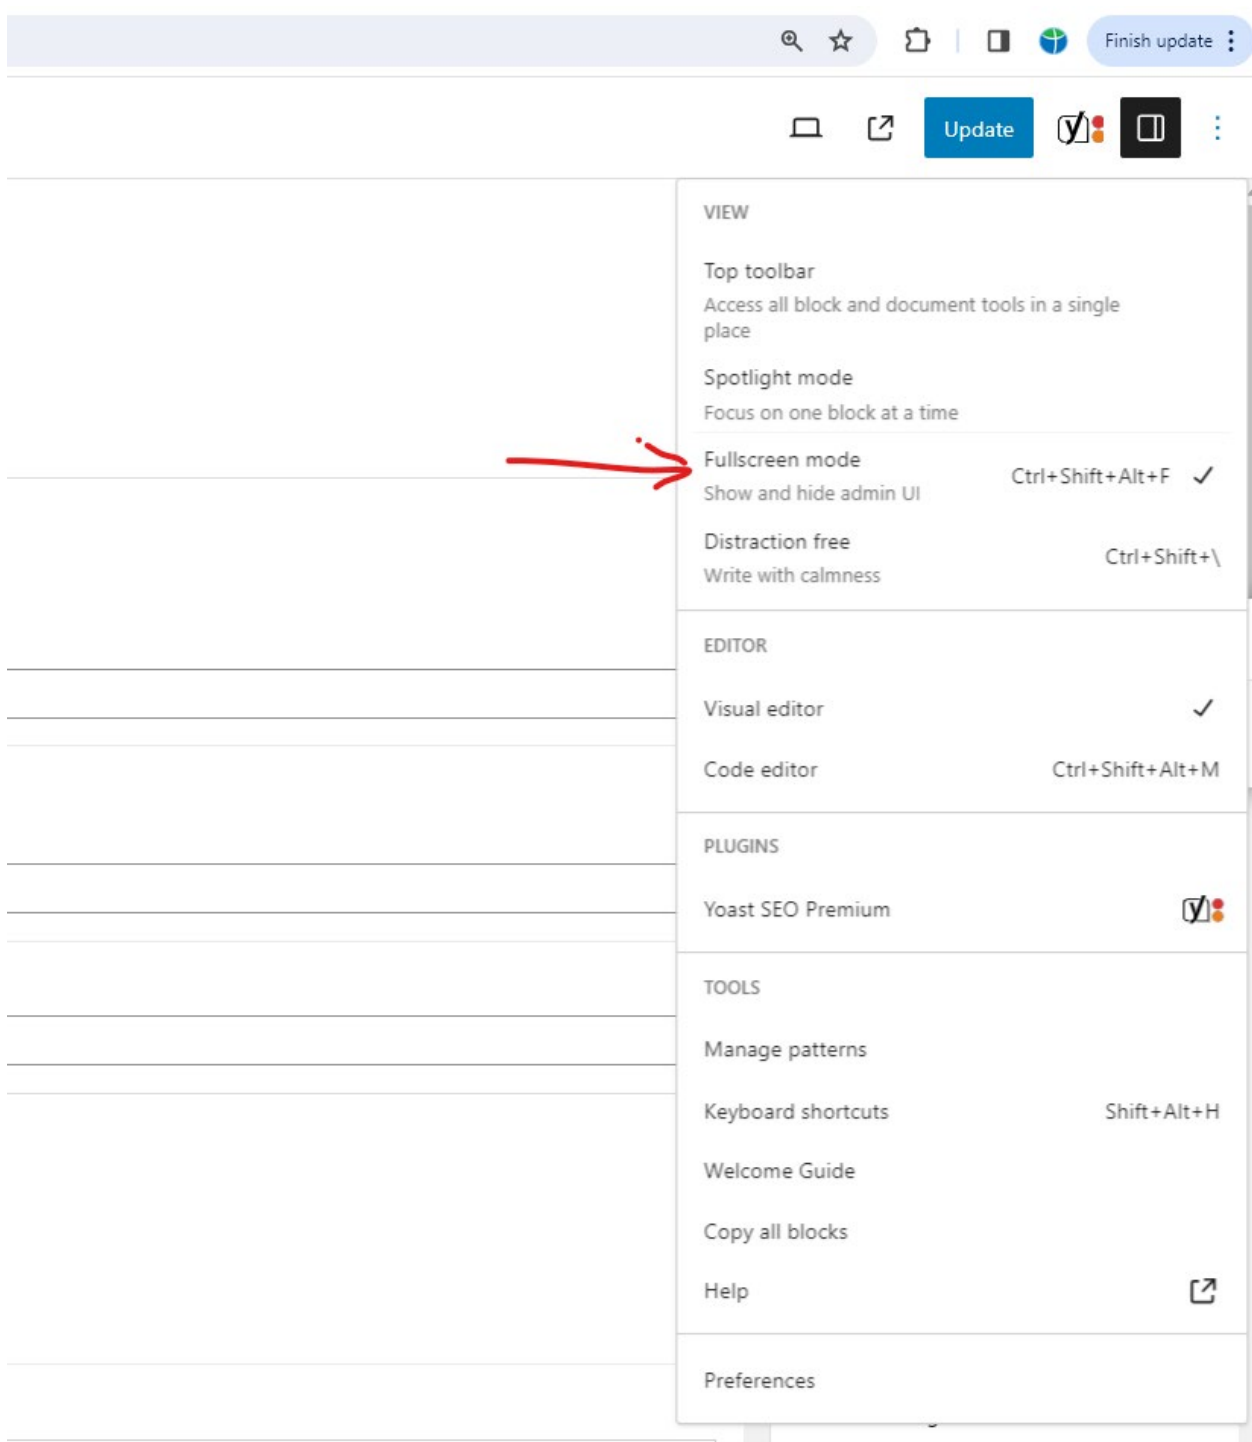 Finish update
Update
VIEW
Top toolbar
Access all block and document tools in a single
place
Spotlight mode
Focus on one block at a time
Fullscreen mode
Ctrl+Shift+Alt+F
Show and hide admin UI
Distraction free
Ctrl+Shift+\
Write with calmness
EDITOR
Visual editor
Code editor
Ctrl+Shift+Alt+M
PLUGINS
Yoast SEO Premium
TOOLS
Manage patterns
Keyboard shortcuts
Shift+Alt+H
Welcome Guide
Copy all blocks
Help
Preferences